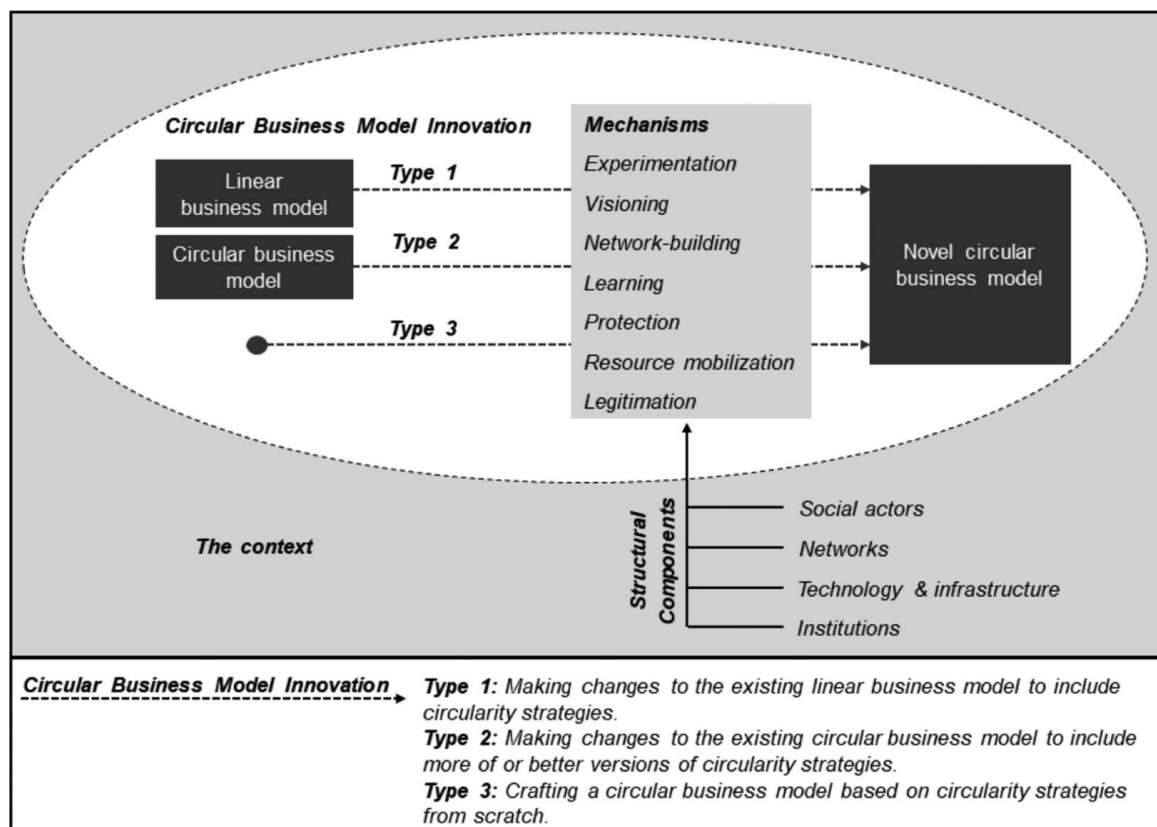 Circular Business Model Innovation
Linear
business model
Type 1
Circular business
model
Type 2
Type 3
Mechanisms
Experimentation
Visioning
Network-building
Learning
Protection
Resource mobilization
Legitimation
Novel circular
business model
The context
Structural
Components
Social actors
Networks
Technology & infrastructure
Institutions
Circular Business Model Innovation
Type 1: Making changes to the existing linear business model to include
circularity strategies.
Type 2: Making changes to the existing circular business model to include
more of or better versions of circularity strategies.
Type 3: Crafting a circular business model based on circularity strategies
from scratch.